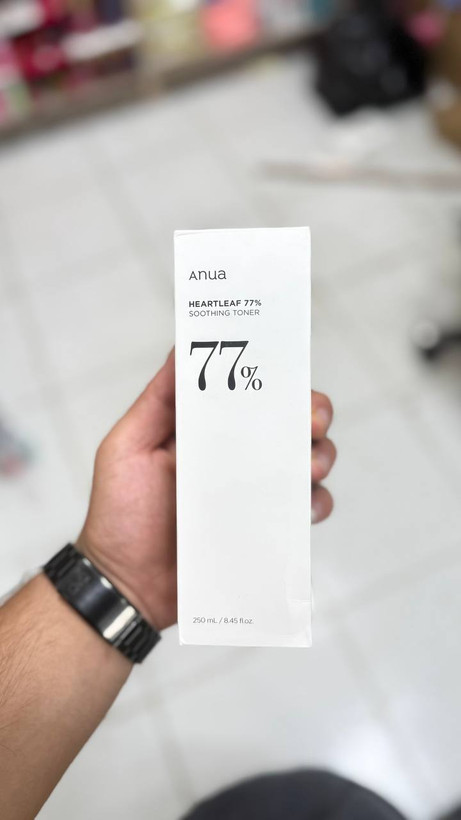 Anua
HEARTLEAF 77%
SOOTHING TONER
77%
250 mL / 8.45 fl.oz.